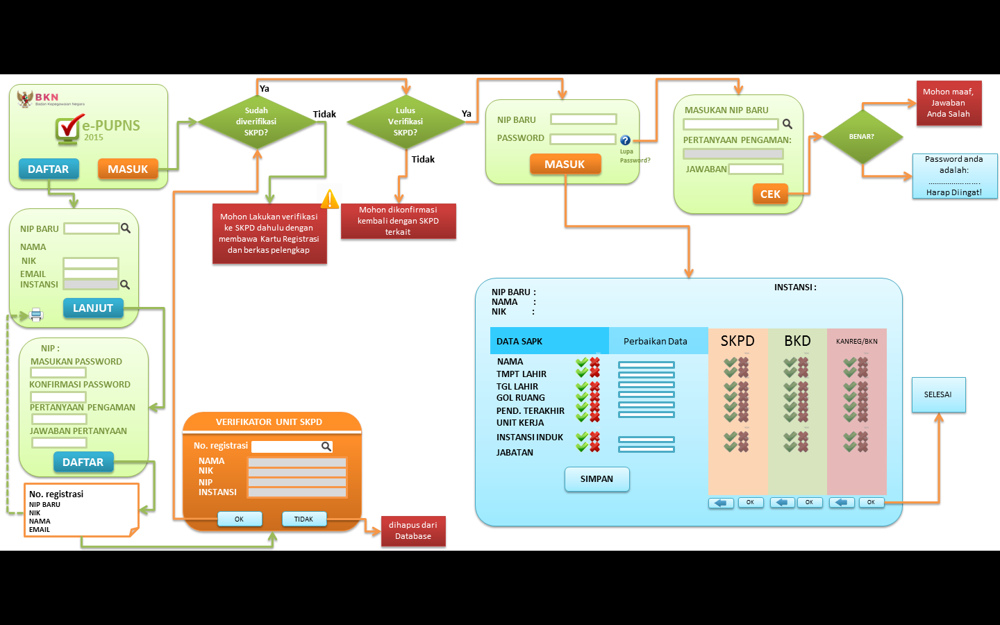 BKN
Badan Kepegawaian Negara
e-PUPNS
2015
DAFTAR
MASUK
Ya
Sudah
diverifikasi
SKPD?
Tidak
Lulus
Verifikasi
SKPD?
Ya
Tidak
Mohon Lakukan verifikasi
ke SKPD dahulu dengan
membawa Kartu Registrasi
dan berkas pelengkap
Mohon dikonfirmasi
kembali dengan SKPD
terkait
NIP BARU
PASSWORD
?
Lupa
Password?
MASUK
MASUKAN NIP BARU
PERTANYAAN PENGAMAN:
JAWABAN
CEK
BENAR?
Mohon maaf,
Jawaban
Anda Salah
Password anda
adalah:
........................
Harap Diingat!
NIP BARU
NAMA
NIK
EMAIL
INSTANSI
LANJUT
NIP :
MASUKAN PASSWORD
KONFIRMASI PASSWORD
PERTANYAAN PENGAMAN
JAWABAN PERTANYAAN
DAFTAR
No. registrasi
NIP BARU
NIK
NAMA
EMAIL
VERIFIKATOR UNIT SKPD
No. registrasi
NAMA
NIK
NIP
INSTANSI
OK
TIDAK
dihapus dari
Database
NIP BARU :
NAMA :
NIK :
INSTANSI :
DATA SAPK
Perbaikan Data
SKPD
BKD
KANREG/BKN
NAMA
TMPT LAHIR
TGL LAHIR
GOL RUANG
PEND. TERAKHIR
UNIT KERJA
INSTANSI INDUK
JABATAN
SIMPAN
OK
OK
OK
SELESAI